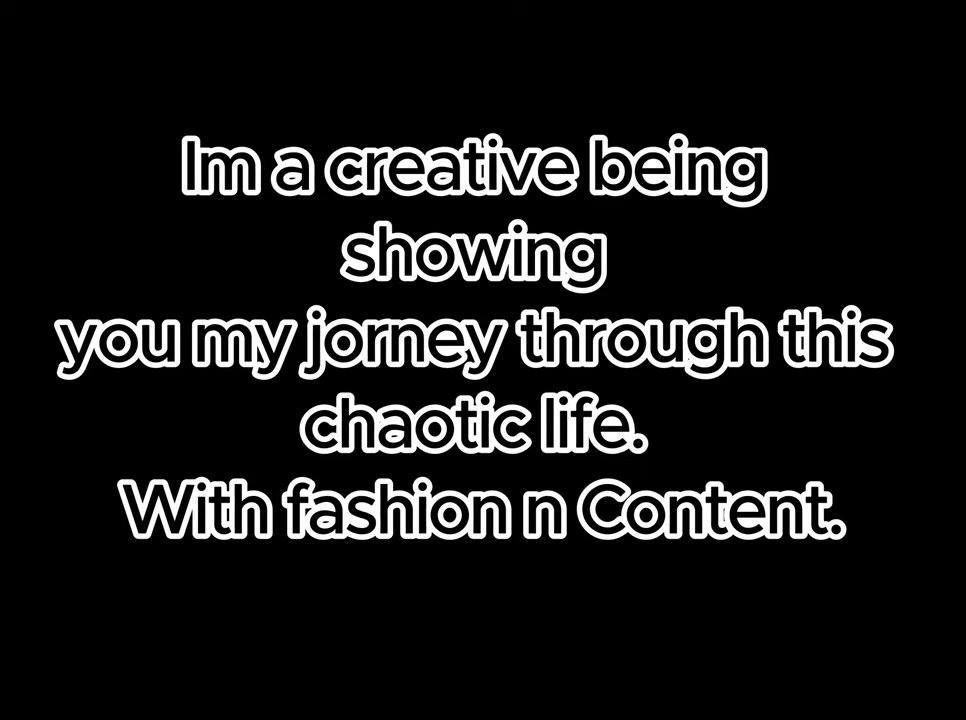 Im a creative being
showing
you my jorney through this
chaotic life.
With fashion n Content.